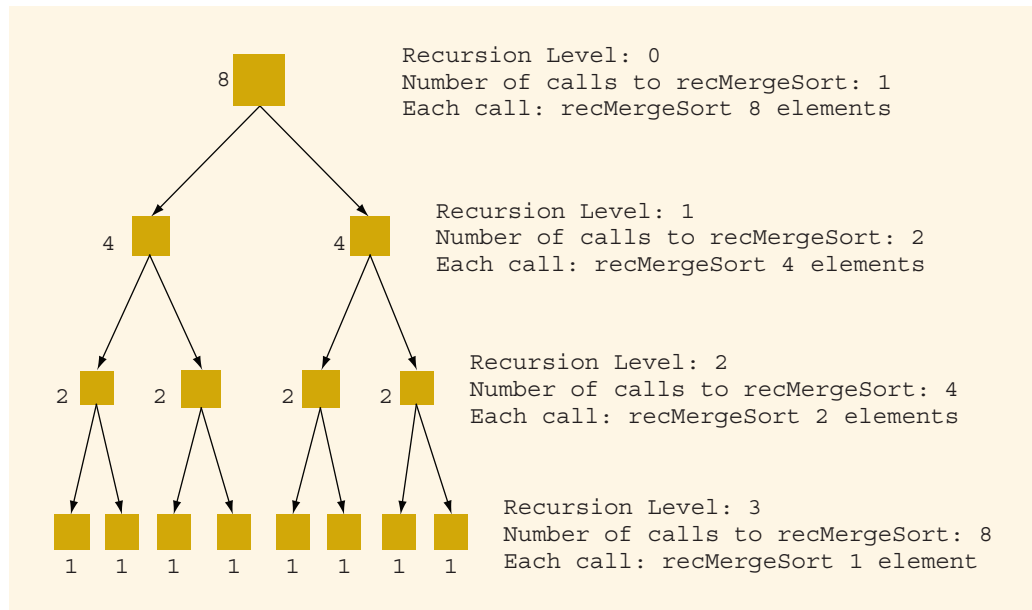 8
Recursion Level: 0
Number of calls to recMergeSort: 1
Each call: recMergeSort 8 elements
4 4
Recursion Level: 1
Number of calls to recMergeSort: 2
Each call: recMergeSort 4 elements
2 2 2 2
Recursion Level: 2
Number of calls to recMergeSort: 4
Each call: recMergeSort 2 elements
Recursion Level: 3
Number of calls to recMergeSort: 8
Each call: recMergeSort 1 element
1 1 1 1 1 1 1 1